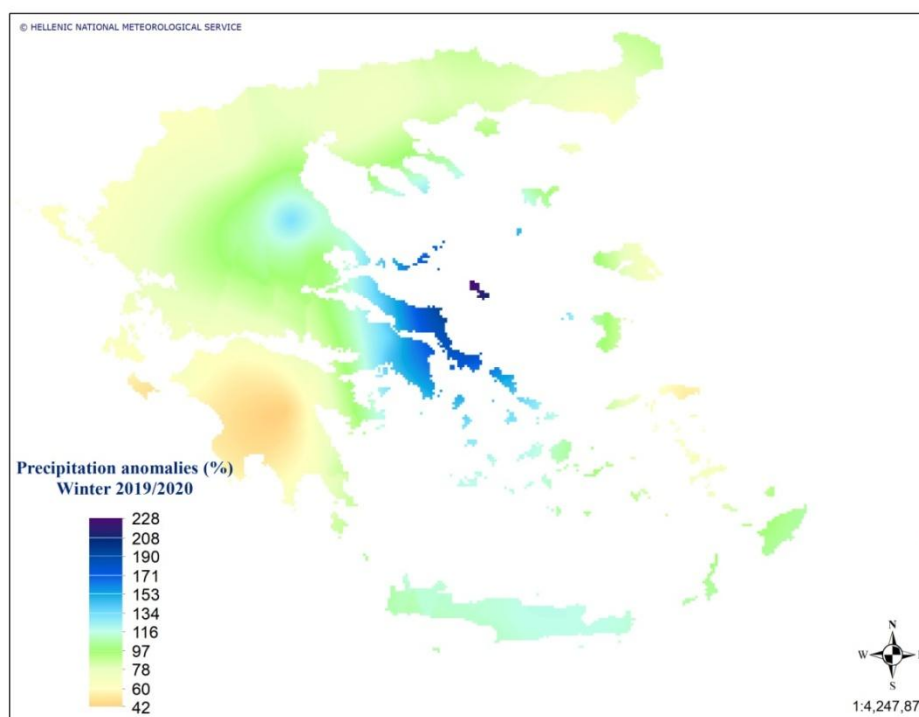 © HELLENIC NATIONAL METEOROLOGICAL SERVICE
Precipitation anomalies (%)
Winter 2019/2020
228
208
190
171
153
134
116
97
78
60
42
N
W
S
1:4,247,87